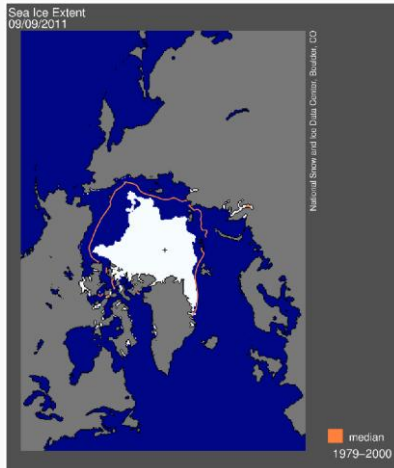 Sea Ice Extent
09/09/2011
National Snow and Ice Data Center, Boulder, CO
median
1979–2000